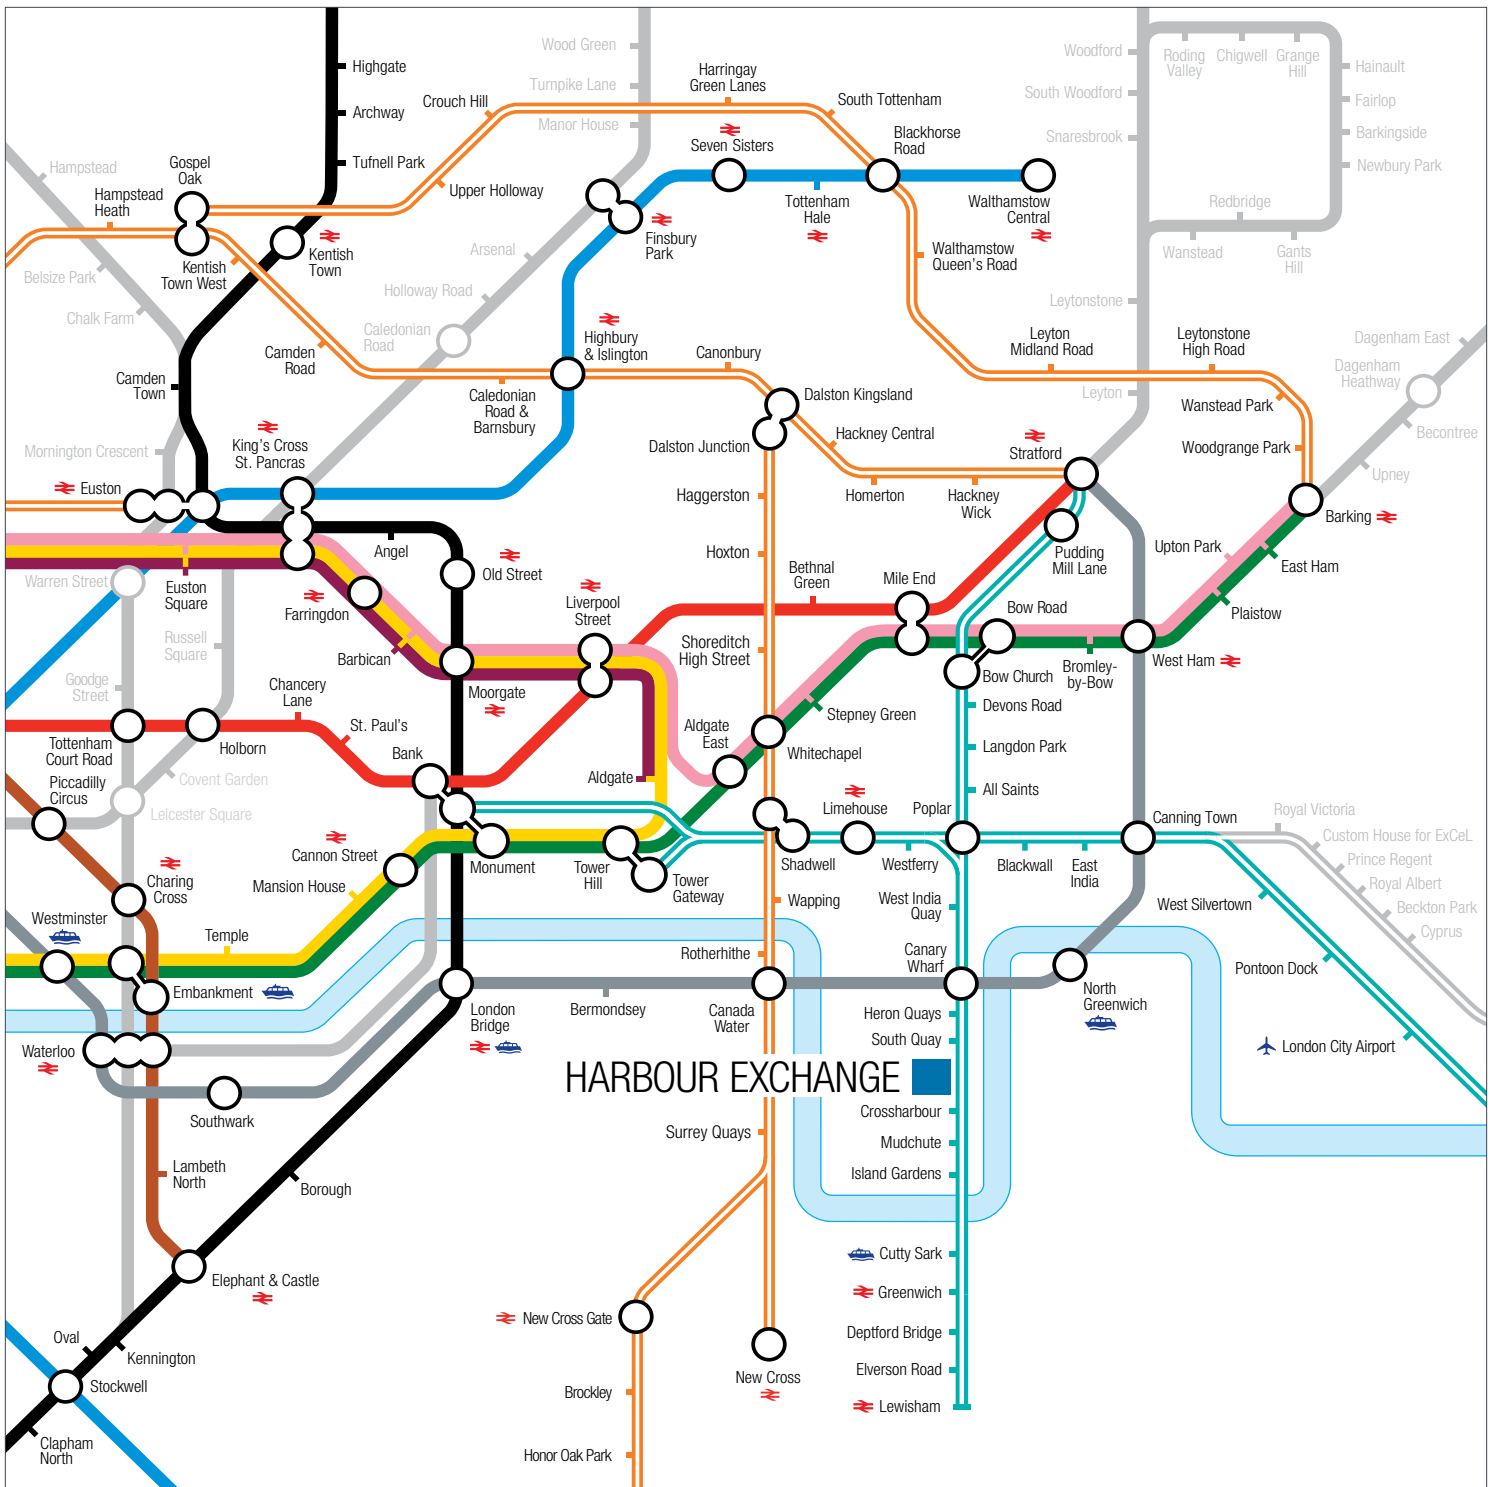 Wood Green
Woodford
Roding
Valley
Chigwell
Grange
Hill
Highgate
Hainault
Turnpike Lane
Harringay
Green Lanes
South Woodford
Crouch Hill
South Tottenham
Fairlop
Archway
Manor House
Blackhorse
Road
Snaresbrook
Barkingside
Seven Sisters
Tufnell Park
Newbury Park
Hampstead
Gospel
Oak
Hampstead
Heath
Upper Holloway
Tottenham
Hale
Walthamstow
Central
Redbridge
Finsbury
Park
Kentish
Town
Arsenal
Walthamstow
Queen's Road
Wanstead
Gants
Hill
Kentish
Town West
Belsize Park
Holloway Road
Leytonstone
Chalk Farm
Caledonian
Road
Highbury
& Islington
Leyton
Midland Road
Leytonstone
High Road
Dagenham East
Camden
Road
Canonbury
Dagenham
Heathway
Camden
Town
Caledonian
Road &
Barnsbury
Dalston Kingsland
Leyton
Wanstead Park
Becontree
King's Cross
St. Pancras
Mornington Crescent
Dalston Junction
Hackney Central
Stratford
Woodgrange Park
Upney
Euston
Haggerston
Homerton
Hackney
Wick
Barking
Angel
Hoxton
Pudding
Mill Lane
Upton Park
East Ham
Warren Street
Euston
Square
Old Street
Bethnal
Green
Mile End
Farringdon
Liverpool
Street
Bow Road
Plaistow
Russell
Square
Barbican
Shoreditch
High Street
Bromley-
by-Bow
West Ham
Goodge
Street
Chancery
Lane
Moorgate
Bow Church
Devons Road
St. Paul's
Stepney Green
Tottenham
Court Road
Holborn
Bank
Aldgate
East
Whitechapel
Langdon Park
Piccadilly
Circus
Covent Garden
Aldgate
All Saints
Leicester Square
Limehouse
Poplar
Canning Town
Royal Victoria
Custom House for ExCeL
Cannon Street
Monument
Tower
Hill
Shadwell
Westferry
Blackwall
East
India
Prince Regent
Charing
Cross
Mansion House
Tower
Gateway
Royal Albert
Westminster
Wapping
West India
Quay
West Silvertown
Beckton Park
Temple
Cyprus
Rotherhithe
Canary
Wharf
Pontoon Dock
Embankment
London
Bridge
Bermondsey
Canada
Water
Heron Quays
North
Greenwich
South Quay
Waterloo
London City Airport
HARBOUR EXCHANGE
Southwark
Crossharbour
Surrey Quays
Mudchute
Lambeth
North
Island Gardens
Borough
Cutty Sark
Elephant & Castle
Greenwich
New Cross Gate
Deptford Bridge
Oval
Kennington
Elverson Road
Stockwell
New Cross
Brockley
Lewisham
Clapham
North
Honor Oak Park